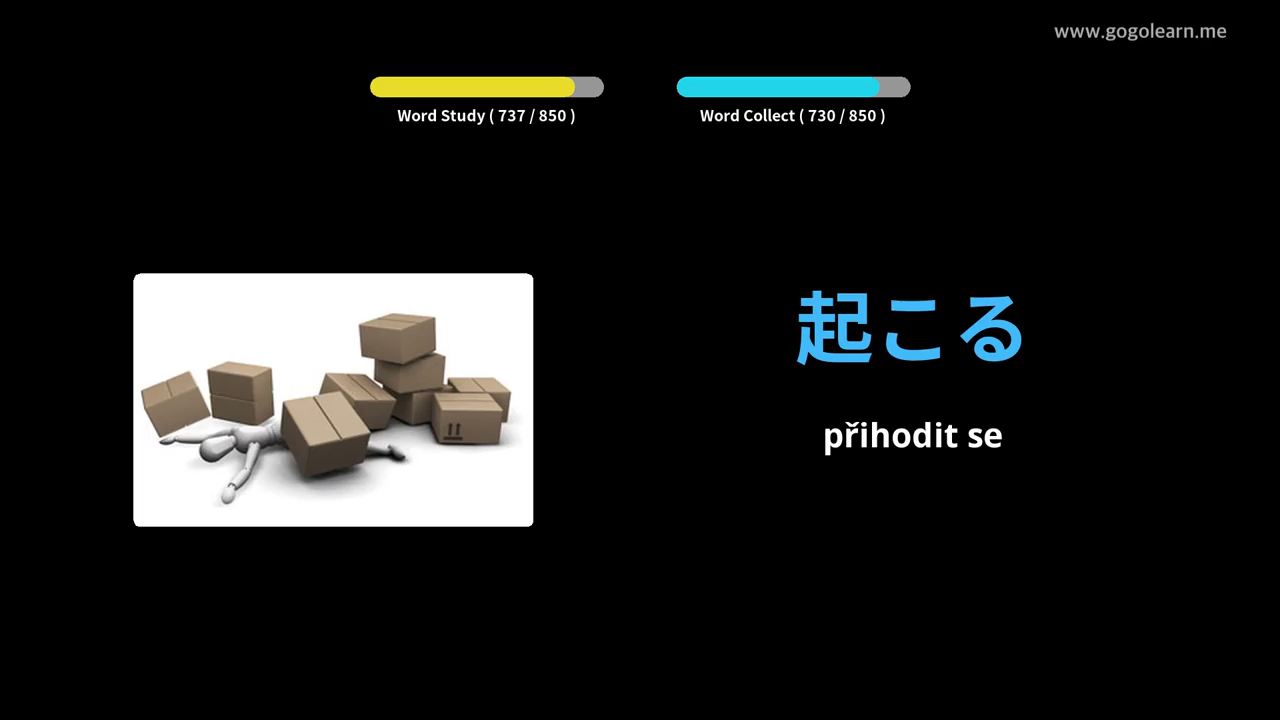 www.gogolearn.me
Word Study ( 737 / 850 )
Word Collect ( 730 / 850 )
起こる
přihodit se